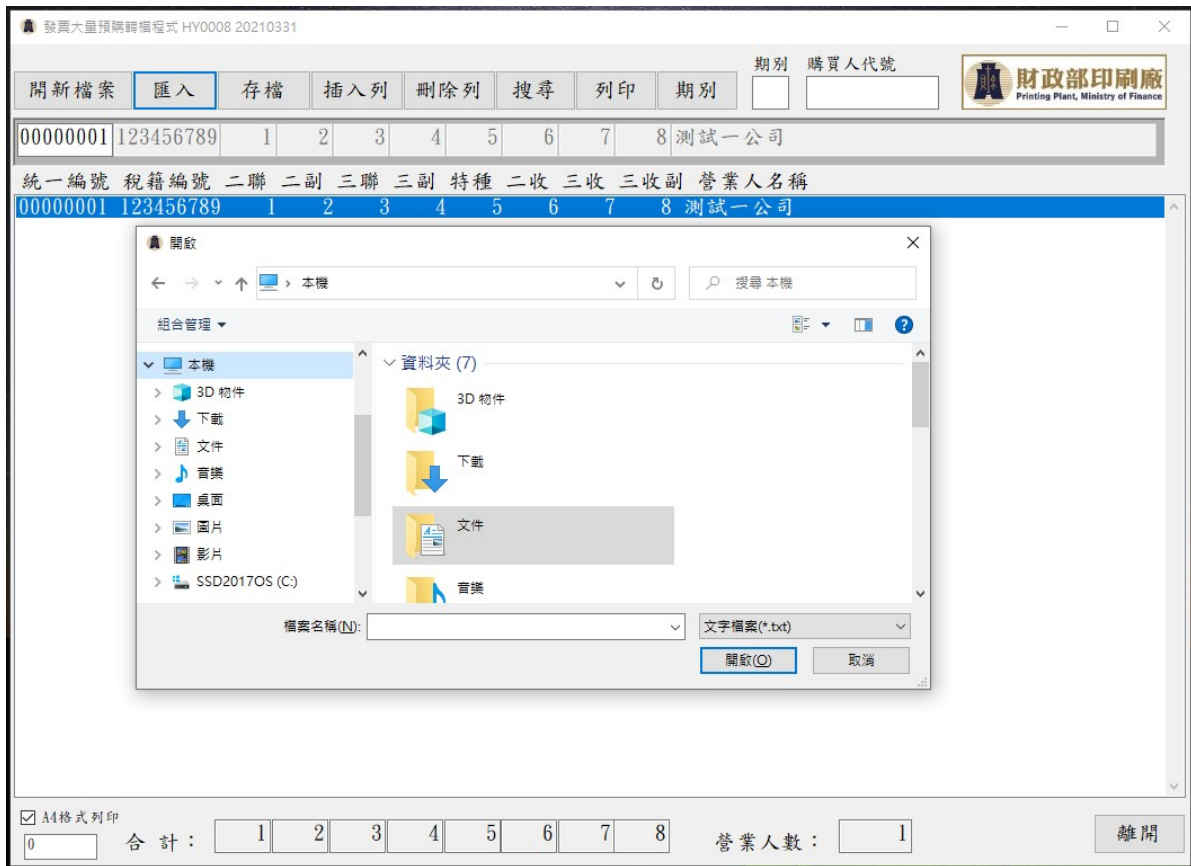 發票大量預購轉檔程式 HY0008 20210331
期別 購買人代號
開新檔案 匯入 存檔 插入列 刪除列 搜尋 列印 期別
財政部印刷廠
Printing Plant, Ministry of Finance
00000001 123456789 1 2 3 4 5 6 7 8 測試一公司
統一編號 稅籍編號 二聯 二副 三聯 三副 特種 二收 三收 三收副 營業人名稱
00000001 123456789 1 2 3 4 5 6 7 8 測試一公司
開啟
本機
搜尋 本機
組合管理
本機
3D 物件
下載
文件
音樂
桌面
圖片
影片
SSD2017OS (C:)
資料夾 (7)
3D 物件
下載
文件
音樂
檔案名稱(N):
文字檔案(*.txt)
開啟(O) 取消
A4格式列印
0
合計： 1 2 3 4 5 6 7 8 營業人數： 1
離開